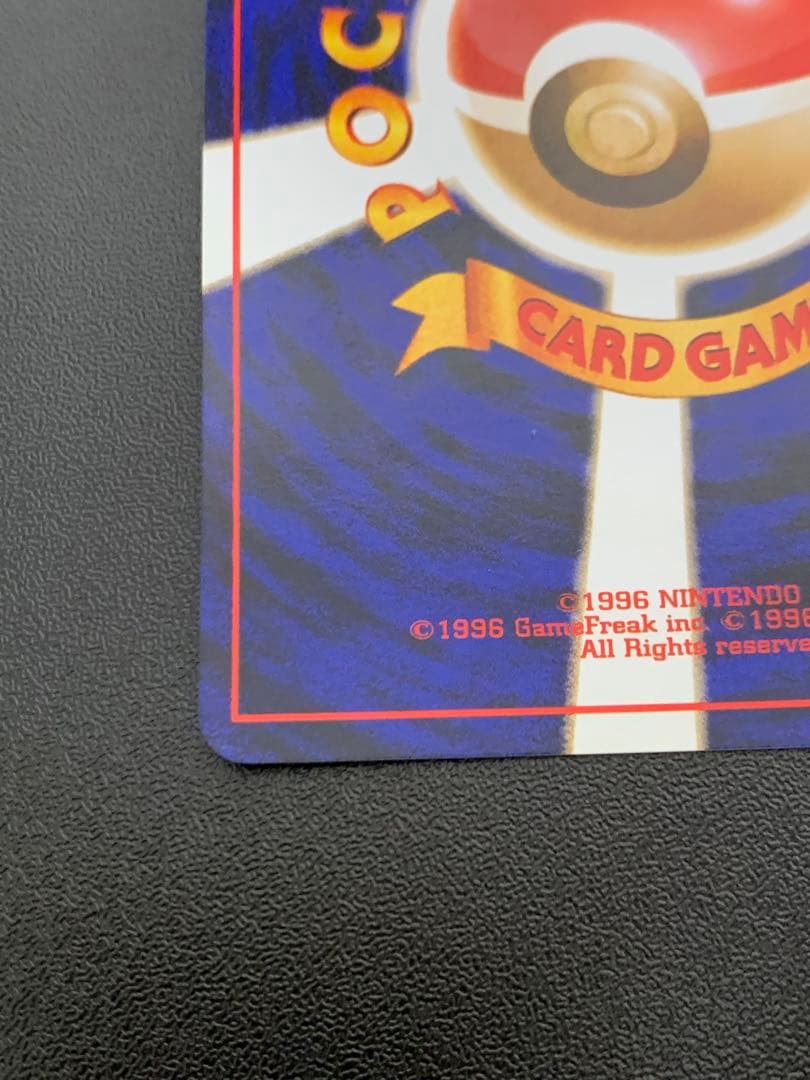 POC
CARD GAM
©1996 NINTENDO
©1996 GameFreak inc. ©1996
All Rights reserve